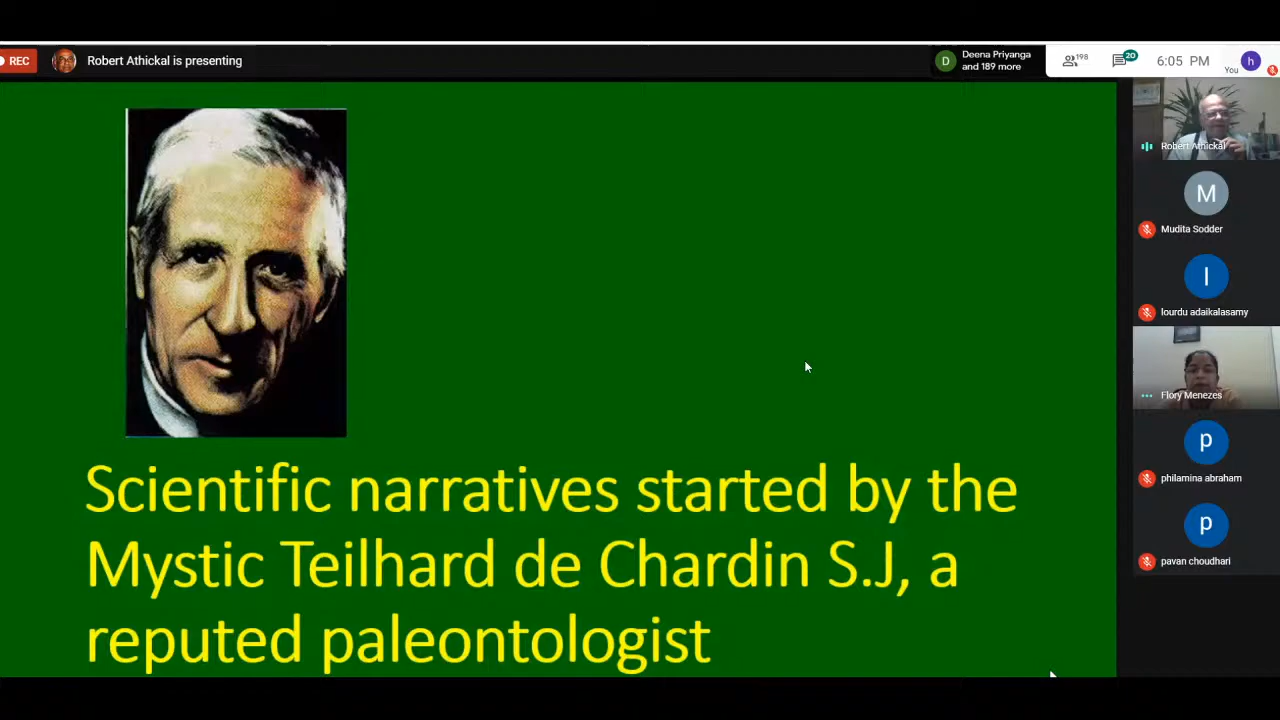 REC
Robert Athickal is presenting
D
Deena Priyanga
and 189 more
198
20
6:05 PM
You
h
Robert Athickal
M
Mudita Sodder
l
lourdu adaikalasamy
Flory Menezes
p
philamina abraham
p
pavan choudhari
Scientific narratives started by the
Mystic Teilhard de Chardin S.J, a
reputed paleontologist